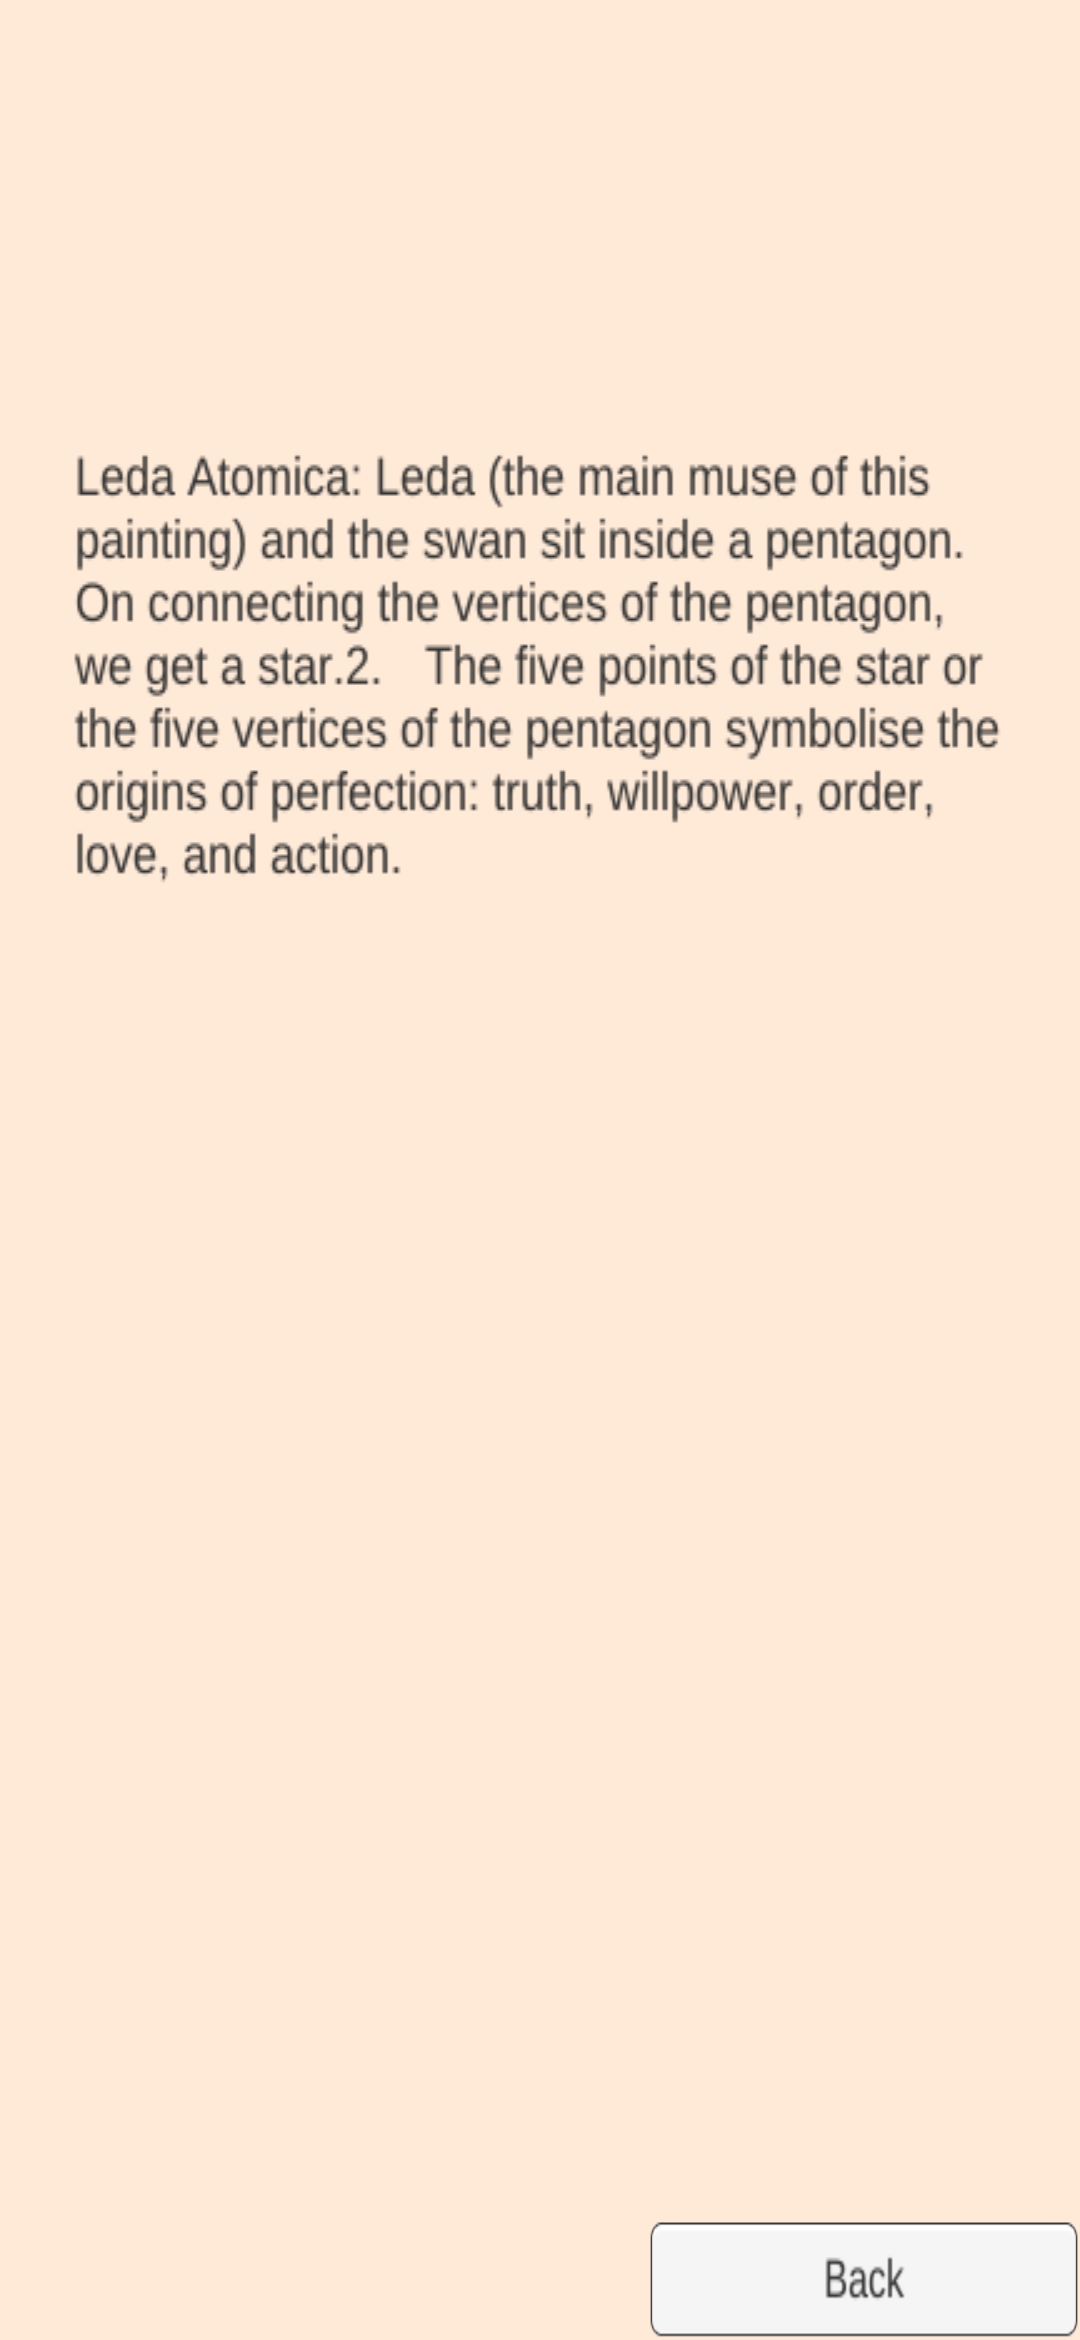 Leda Atomica: Leda (the main muse of this
painting) and the swan sit inside a pentagon.
On connecting the vertices of the pentagon,
we get a star.2.    The five points of the star or
the five vertices of the pentagon symbolise the
origins of perfection: truth, willpower, order,
love, and action.
Back